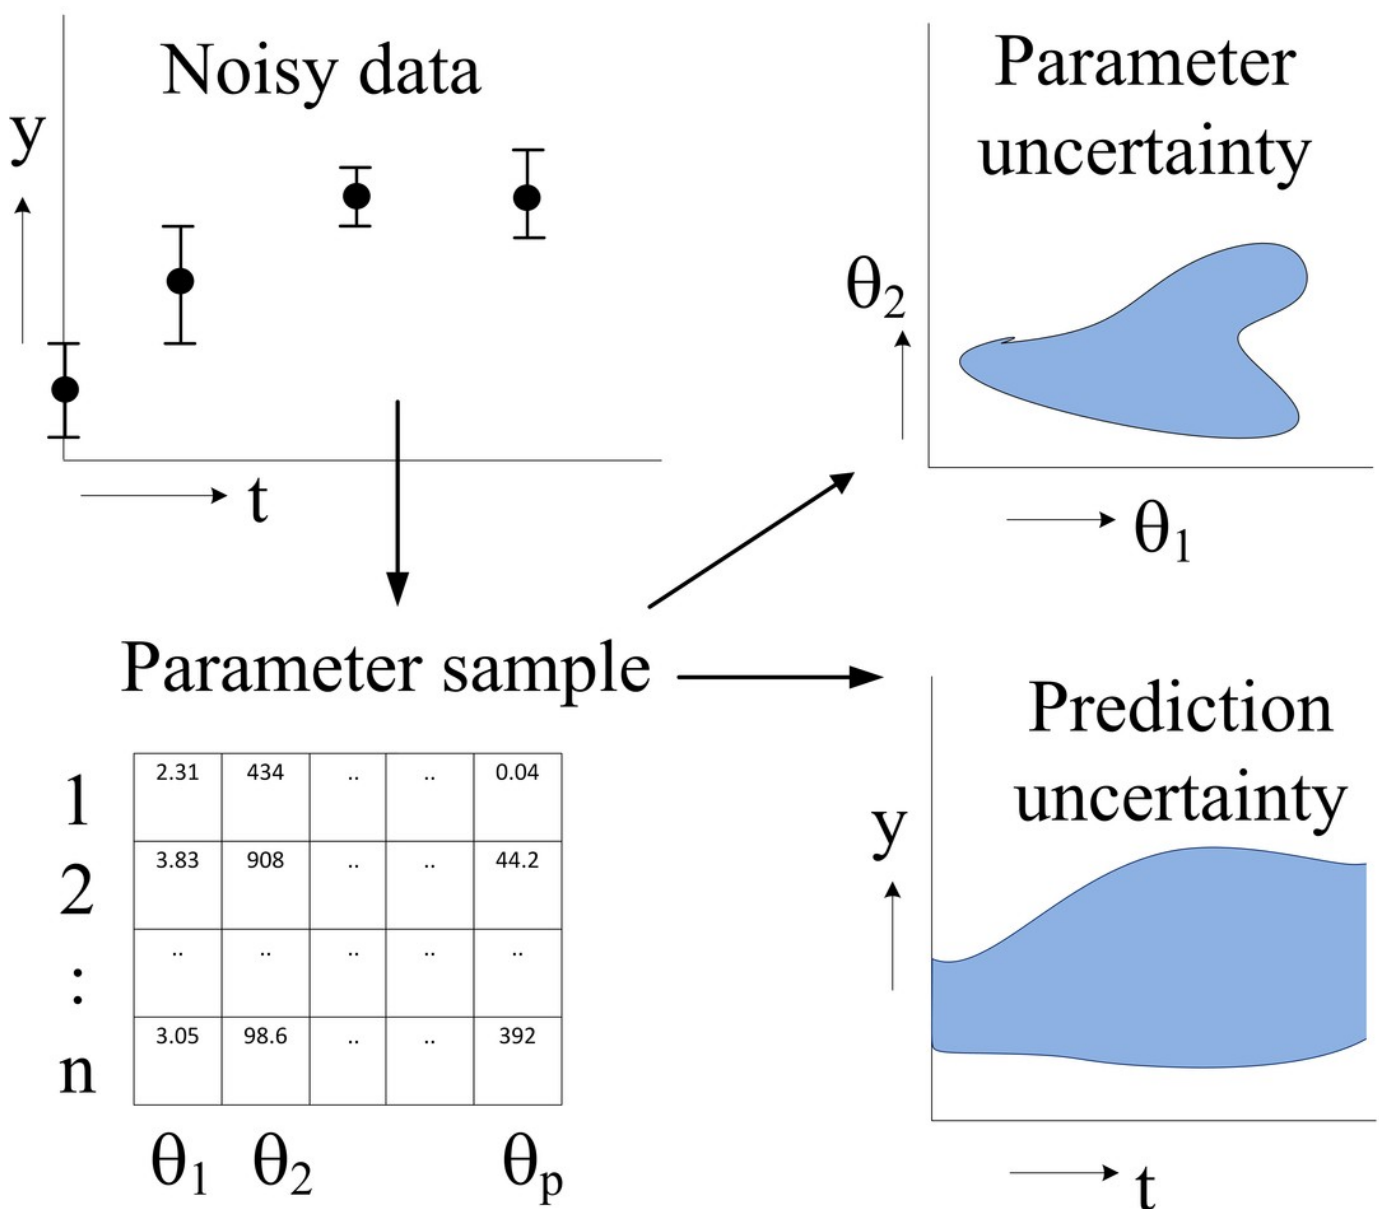 Noisy data
y
t
Parameter
uncertainty
θ2
θ1
Parameter sample
1 2.31 434 .. .. 0.04
2 3.83 908 .. .. 44.2
: .. .. .. .. ..
n 3.05 98.6 .. .. 392
θ1 θ2 θp
Prediction
uncertainty
y
t